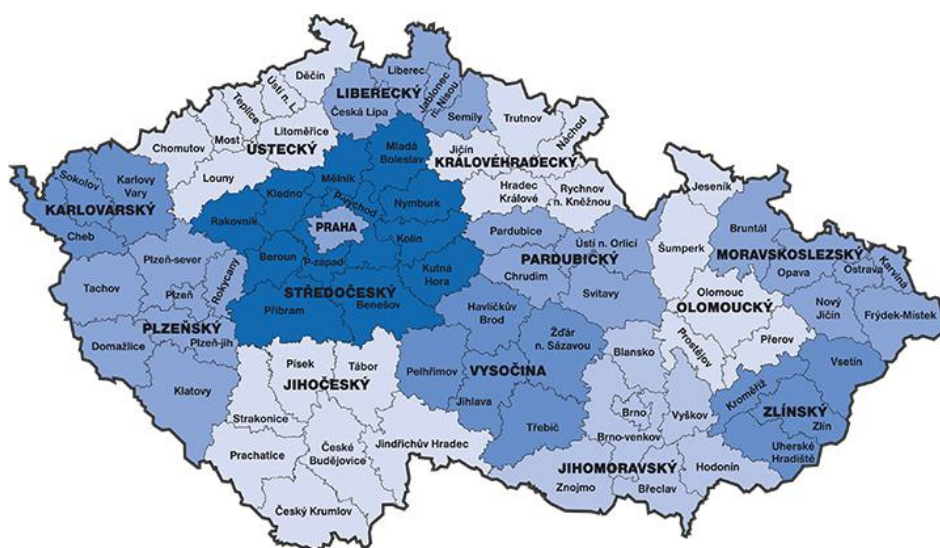 Děčín
Liberec
Ústí n. L.
Teplice
LIBERECKÝ
Jablonec
n. Nisou
Česká Lípa
Semily
Trutnov
Náchod
Most
Litoměřice
Chomutov
ÚSTECKÝ
Louny
Mladá
Boleslav
Jičín
KRÁLOVÉHRADECKÝ
Hradec
Králové
Rychnov
n. Kněžnou
Sokolov
Karlovy
Vary
KARLOVARSKÝ
Cheb
Mělník
Kladno
P-východ
Nymburk
Rakovník
PRAHA
Kolín
Beroun
P-západ
Kutná
Hora
STŘEDOČESKÝ
Benešov
Příbram
Jeseník
Bruntál
Šumperk
MORAVSKOSLEZSKÝ
Opava
Ostrava
Karviná
Nový
Jičín
Frýdek-Místek
Pardubice
Ústí n. Orlicí
PARDUBICKÝ
Chrudim
Svitavy
Plzeň-sever
Rokycany
Tachov
Plzeň
PLZEŇSKÝ
Domažlice
Plzeň-jih
Klatovy
Olomouc
OLOMOUCKÝ
Prostějov
Přerov
Havlíčkův
Brod
Žďár
n. Sázavou
Pelhřimov
VYSOČINA
Jihlava
Třebíč
Písek
Tábor
JIHOČESKÝ
Strakonice
Prachatice
České
Budějovice
Jindřichův Hradec
Český Krumlov
Blansko
Brno
Vyškov
Brno-venkov
JIHOMORAVSKÝ
Hodonín
Znojmo
Břeclav
Vsetín
Kroměříž
ZLÍNSKÝ
Zlín
Uherské
Hradiště